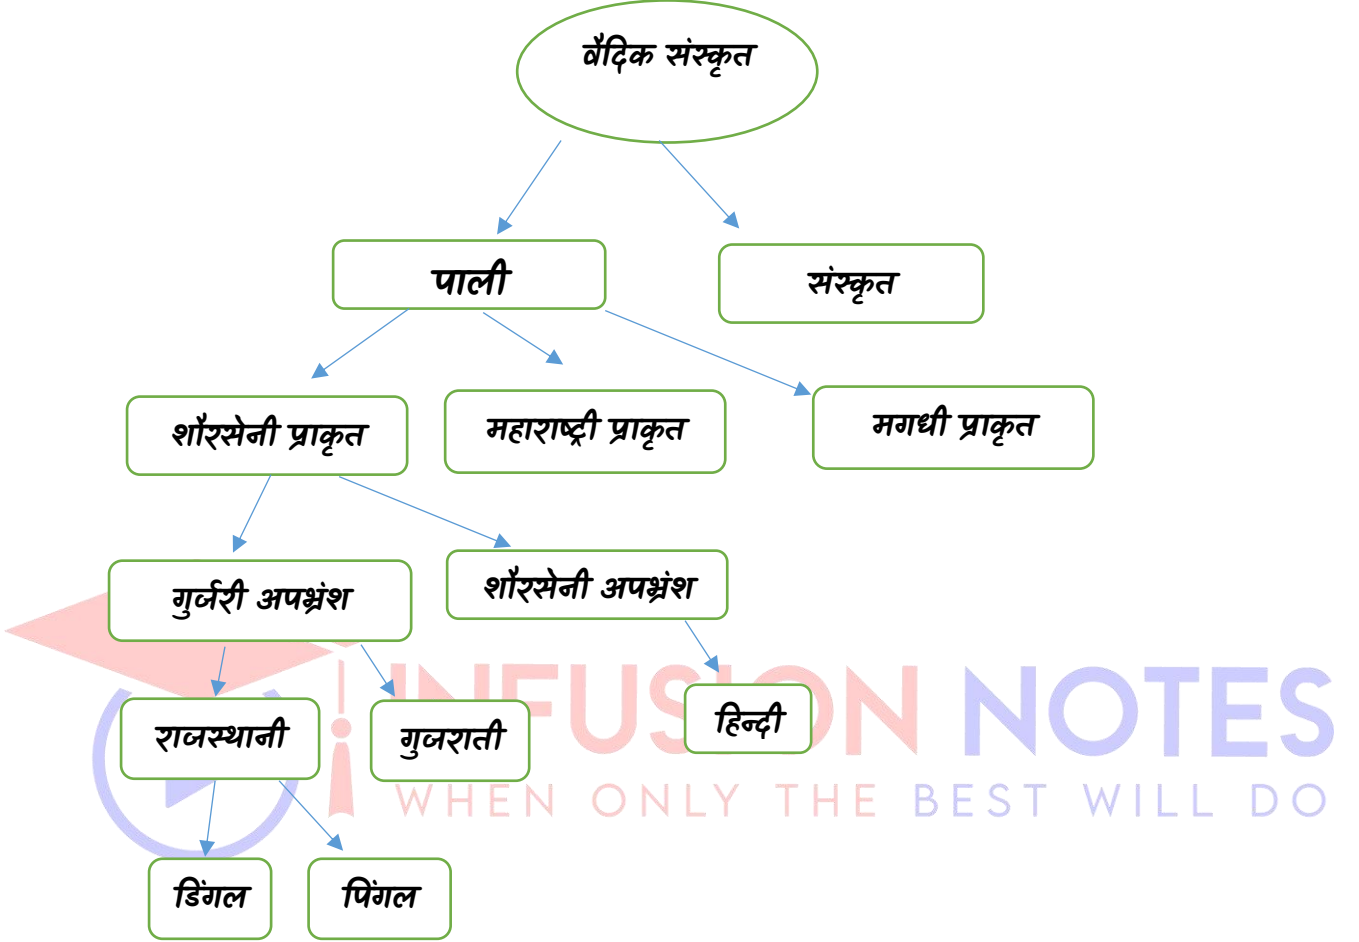 वैदिक संस्कृत
पाली
संस्कृत
शौरसेनी प्राकृत
महाराष्ट्री प्राकृत
मगधी प्राकृत
गुर्जरी अपभ्रंश
शौरसेनी अपभ्रंश
राजस्थानी
गुजराती
हिन्दी
INFUSION NOTES
WHEN ONLY THE BEST WILL DO
डिंगल
पिंगल